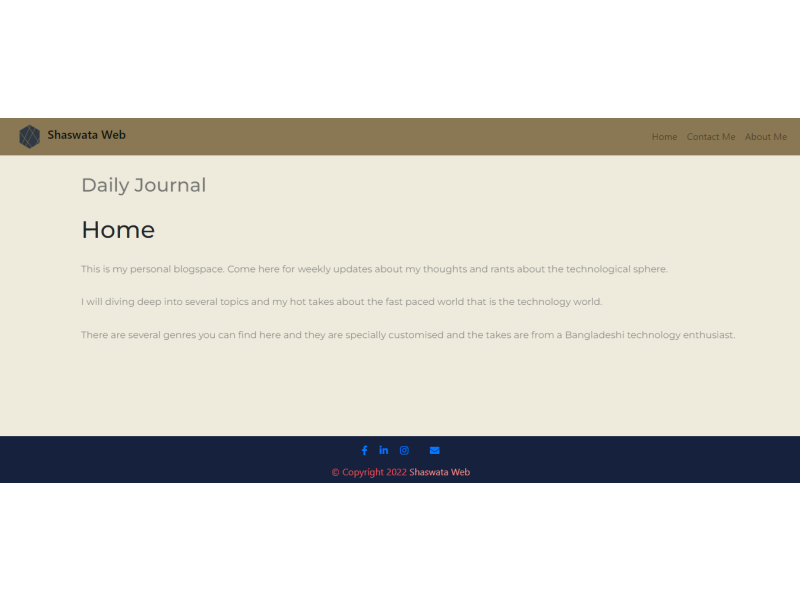 Shaswata Web
Home Contact Me About Me
Daily Journal
Home
This is my personal blogspace. Come here for weekly updates about my thoughts and rants about the technological sphere.
I will diving deep into several topics and my hot takes about the fast paced world that is the technology world.
There are several genres you can find here and they are specially customised and the takes are from a Bangladeshi technology enthusiast.
© Copyright 2022 Shaswata Web